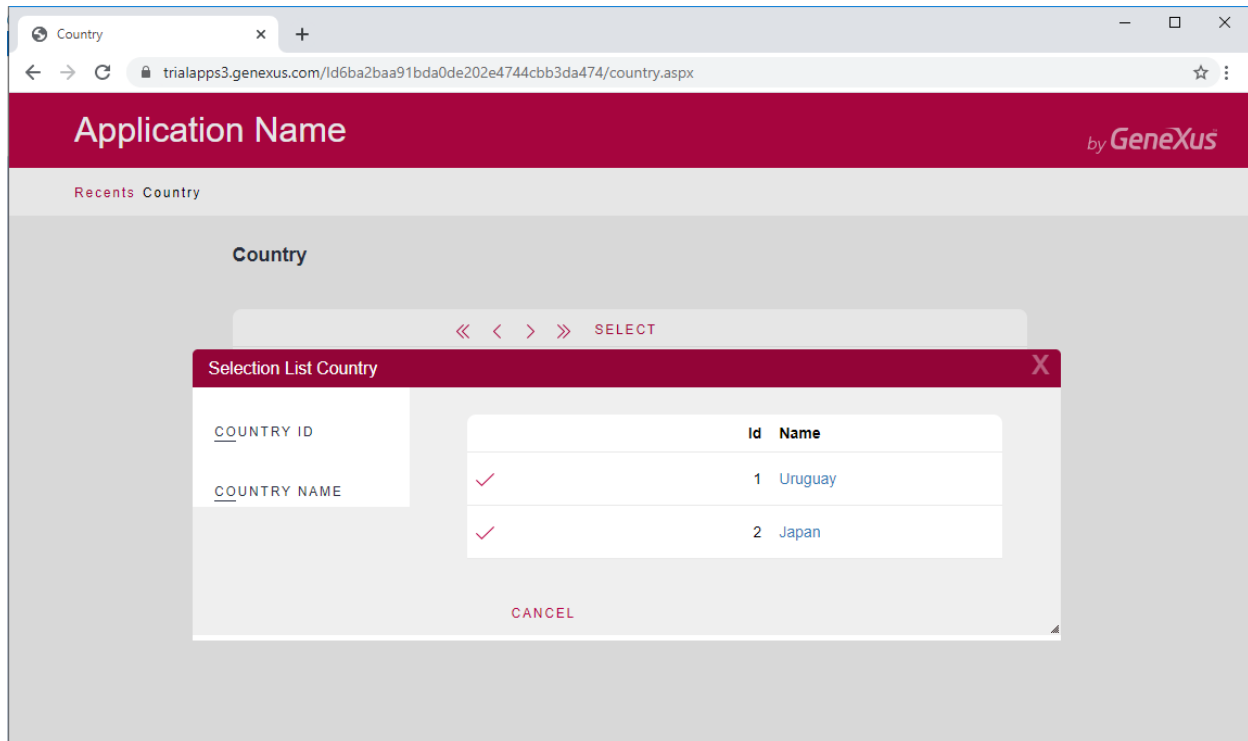 Country
trialapps3.genexus.com/Id6ba2baa91bda0de202e4744cbb3da474/country.aspx
Application Name
by GeneXus
Recents Country
Country
SELECT
Selection List Country X
COUNTRY ID
COUNTRY NAME
Id Name
1 Uruguay
2 Japan
CANCEL